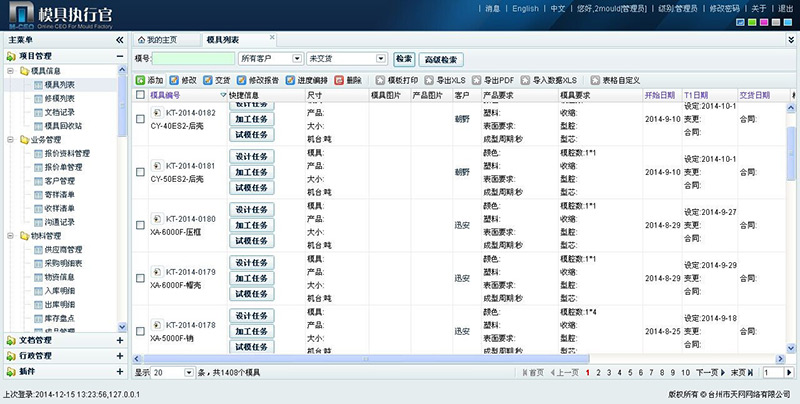 模具执行官
M-CEO Online CEO For Mould Factory
消息 | English | 中文 | 您好,2mould[管理员] | 级别:管理员 | 修改密码 | 关于 | 退出
主菜单
项目管理
模具信息
模具列表
修模列表
文档记录
模具回收站
业务管理
报价资料管理
报价单管理
客户管理
寄样清单
收样清单
沟通记录
物料管理
供应商管理
采购明细表
物资信息
入库明细
出库明细
库存盘点
成品管理
文档管理
行政管理
插件
我的主页 模具列表
模号: 所有客户 未交货 检索 高级检索
添加 修改 交货 修改报告 进度编排 删除 模板打印 导出XLS 导出PDF 导入数据XLS 表格自定义
模具编号 快捷信息 尺寸 模具图片 产品图片 客户 产品要求 模具要求 开始日期 T1日期 交货日期
KT-2014-0182
CY-40ES2-后壳
设计任务
加工任务
试模任务
产品:
大小:
机台:吨
朝野
塑料:
表面要求:
成型周期:秒
收缩:
型腔:
型芯:
2014-9-10
设定:2014-10-1
变更:
合同:
合同:
KT-2014-0181
CY-50ES2-后壳
设计任务
加工任务
试模任务
模具:
产品:
大小:
机台:吨
朝野
颜色:
塑料:
表面要求:
成型周期:秒
模腔数:1*1
收缩:
型腔:
型芯:
2014-9-10
设定:2014-10-1
变更:
合同:
合同:
KT-2014-0180
XA-6000F-压框
设计任务
加工任务
试模任务
模具:
产品:
大小:
机台:吨
迅安
颜色:
塑料:
表面要求:
成型周期:秒
模腔数:1*1
收缩:
型腔:
型芯:
2014-8-29
设定:2014-9-27
变更:
合同:
合同:
KT-2014-0179
XA-6000F-帽壳
设计任务
加工任务
试模任务
模具:
产品:
大小:
机台:吨
迅安
颜色:
塑料:
表面要求:
成型周期:秒
模腔数:1*1
收缩:
型腔:
型芯:
2014-8-29
设定:2014-9-29
变更:
合同:
合同:
KT-2014-0178
XA-5000F-销
设计任务
加工任务
试模任务
模具:
产品:
大小:
机台:吨
迅安
颜色:
塑料:
表面要求:
成型周期:秒
模腔数:1*4
收缩:
型腔:
型芯:
2014-8-25
设定:2014-9-18
变更:
合同:
合同:
显示 20 条，共1408个模具
首页 上一页 1 2 3 4 5 6 7 8 9 10 下一页 末页 1
上次登录:2014-12-15 13:23:56,127.0.0.1
版权所有 © 台州市天网网络有限公司